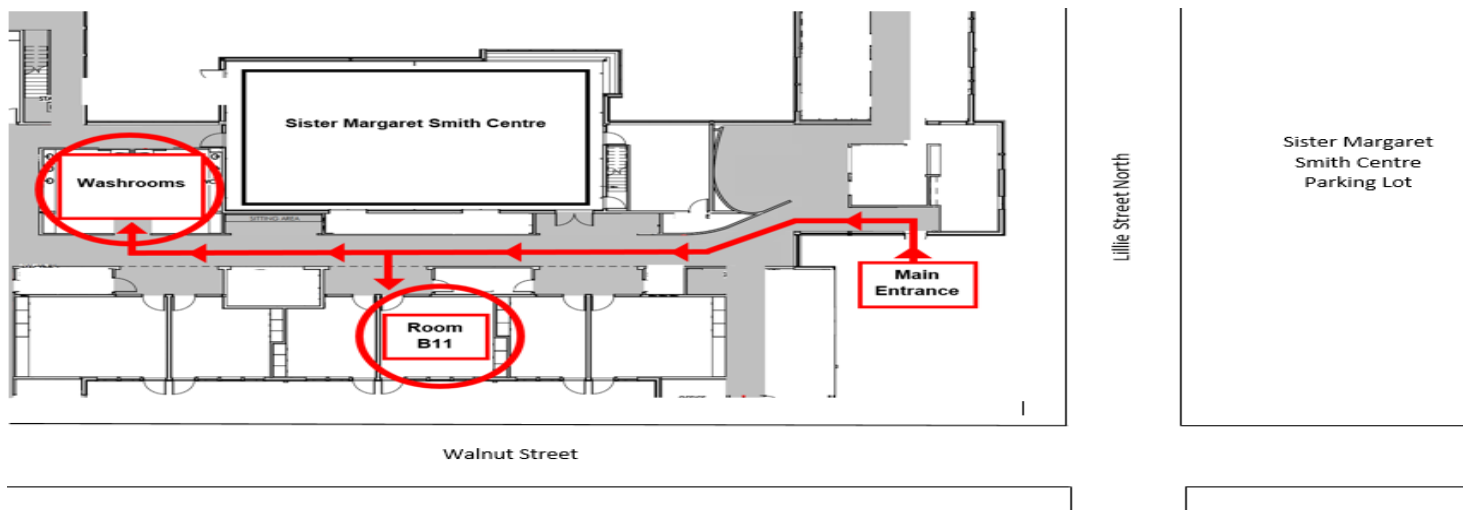 Sister Margaret Smith Centre
Washrooms
SITTING AREA
Main
Entrance
Room
B11
Lillie Street North
Sister Margaret
Smith Centre
Parking Lot
Walnut Street